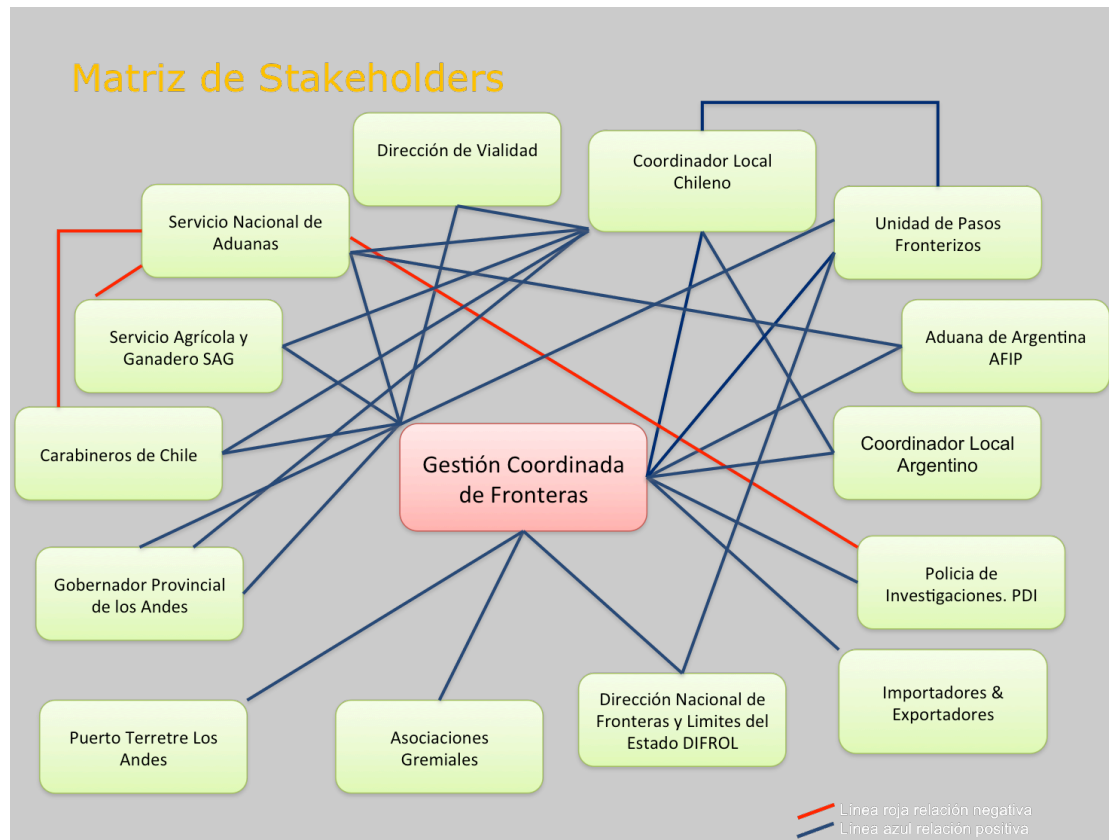 Matriz de Stakeholders
Dirección de Vialidad
Coordinador Local
Chileno
Servicio Nacional de
Aduanas
Unidad de Pasos
Fronterizos
Servicio Agrícola y
Ganadero SAG
Aduana de Argentina
AFIP
Carabineros de Chile
Gestión Coordinada
de Fronteras
Coordinador Local
Argentino
Gobernador Provincial
de los Andes
Policia de
Investigaciones. PDI
Puerto Terretre Los
Andes
Asociaciones
Gremiales
Dirección Nacional de
Fronteras y Limites del
Estado DIFROL
Importadores &
Exportadores
Línea roja relación negativa
Línea azul relación positiva